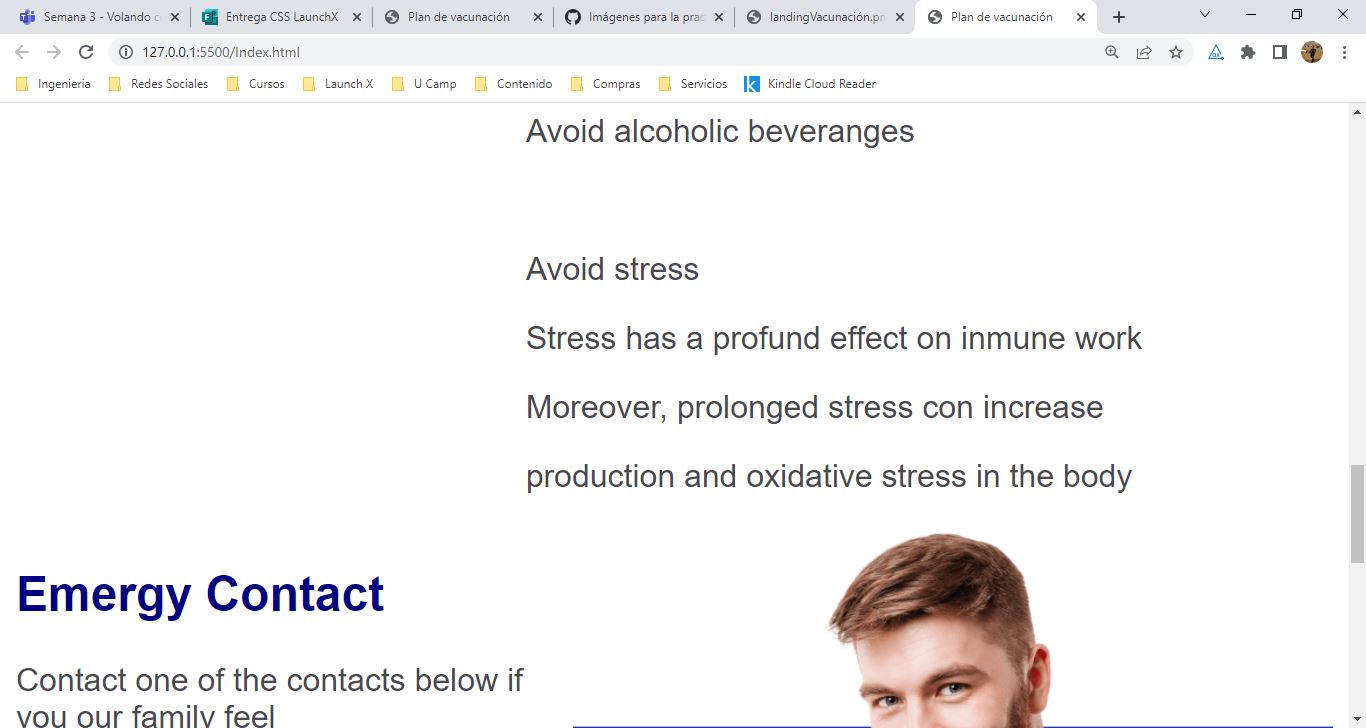 Semana 3 - Volando c
Entrega CSS LaunchX
Plan de vacunación
Imágenes para la prac
landingVacunación.pn
Plan de vacunación
127.0.0.1:5500/Index.html
Ingenieria
Redes Sociales
Cursos
Launch X
U Camp
Contenido
Compras
Servicios
Kindle Cloud Reader
Avoid alcoholic beveranges
Avoid stress
Stress has a profund effect on inmune work
Moreover, prolonged stress con increase
production and oxidative stress in the body
Emergy Contact
Contact one of the contacts below if
you our family feel